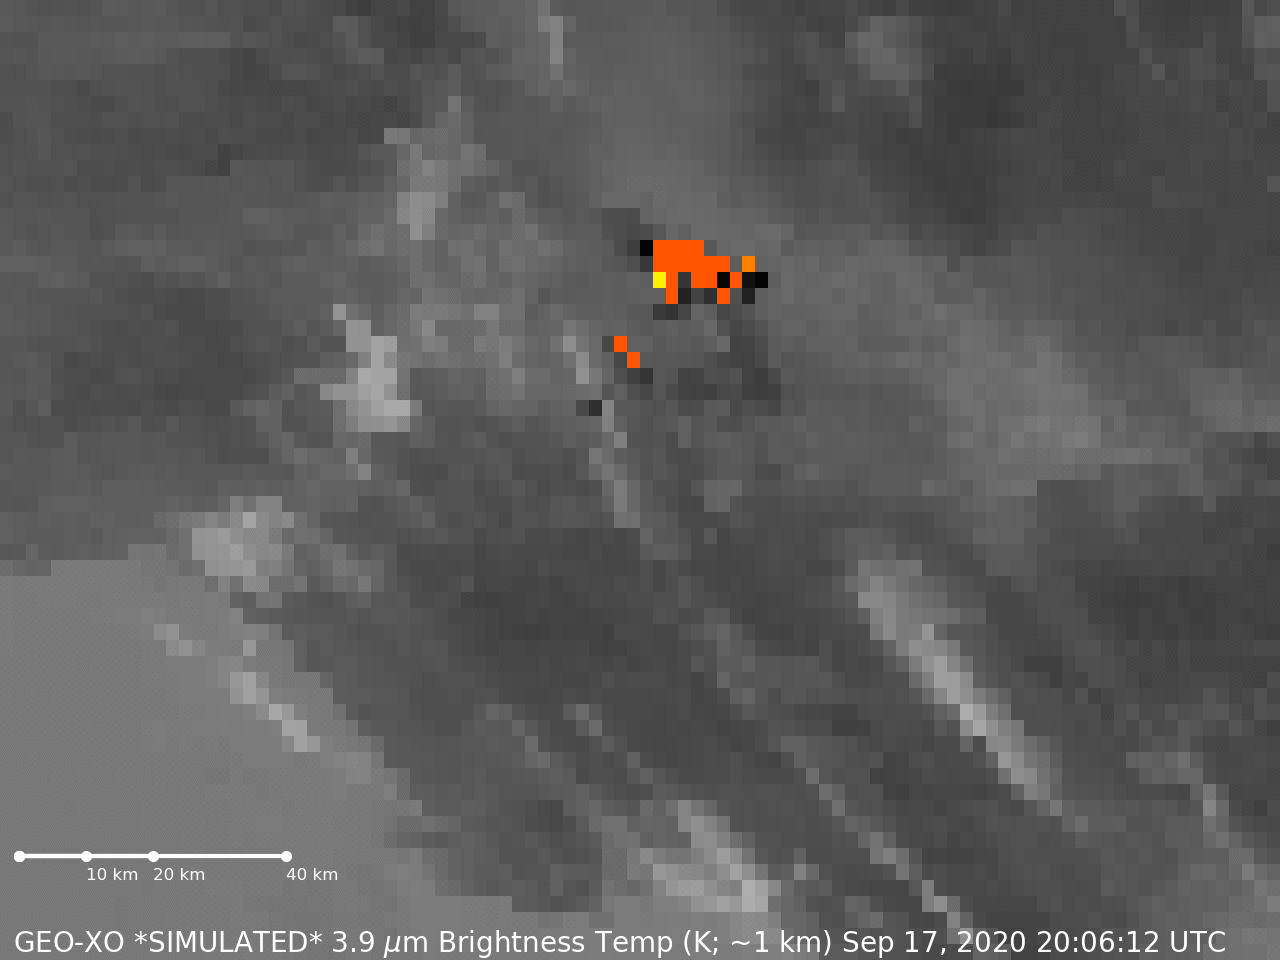 10 km 20 km 40 km
GEO-XO *SIMULATED* 3.9 μm Brightness Temp (K; ~1 km) Sep 17, 2020 20:06:12 UTC